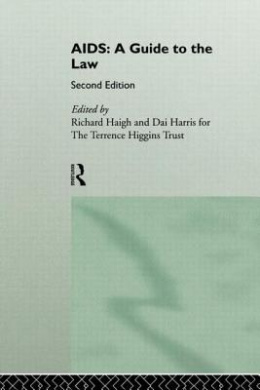 AIDS: A Guide to the
Law
Second Edition
Edited by
Richard Haigh and Dai Harris for
The Terrence Higgins Trust